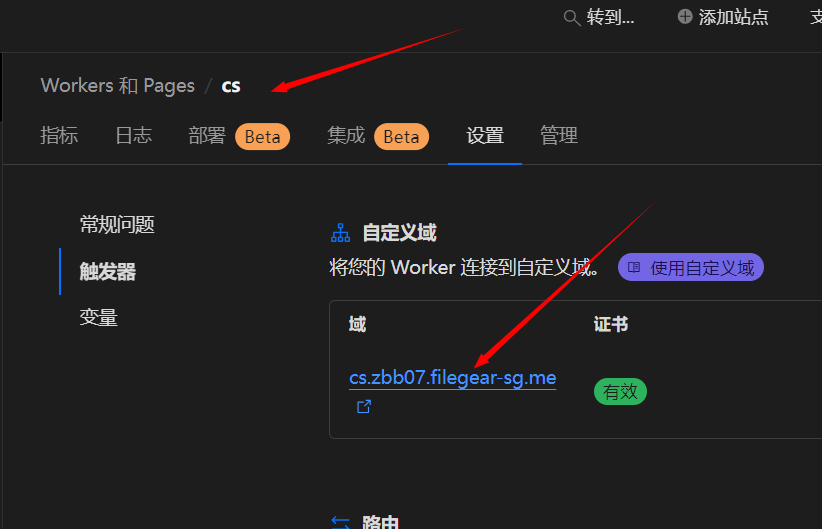 转到... 添加站点 支
Workers 和 Pages / cs
指标 日志 部署 Beta 集成 Beta 设置 管理
常规问题
触发器
变量
自定义域
将您的 Worker 连接到自定义域。 使用自定义域
域 证书
cs.zbb07.filegear-sg.me 有效
路由